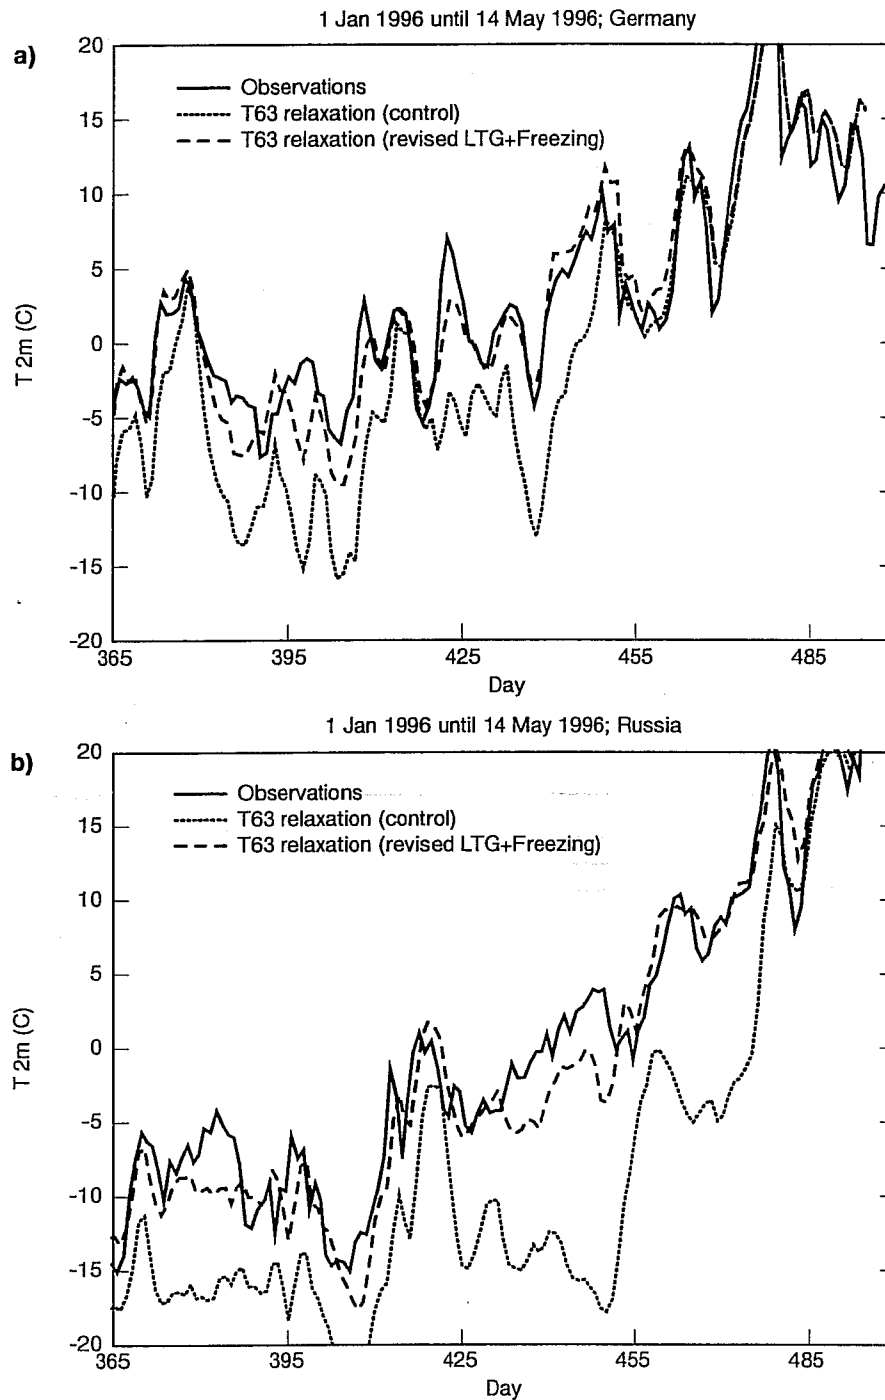 1 Jan 1996 until 14 May 1996; Germany
a)
20
15
10
5
0
-5
-10
-15
-20
T 2m (C)
Observations
T63 relaxation (control)
T63 relaxation (revised LTG+Freezing)
365 395 425 455 485
Day
1 Jan 1996 until 14 May 1996; Russia
b)
20
15
10
5
0
-5
-10
-15
-20
T 2m (C)
Observations
T63 relaxation (control)
T63 relaxation (revised LTG+Freezing)
365 395 425 455 485
Day